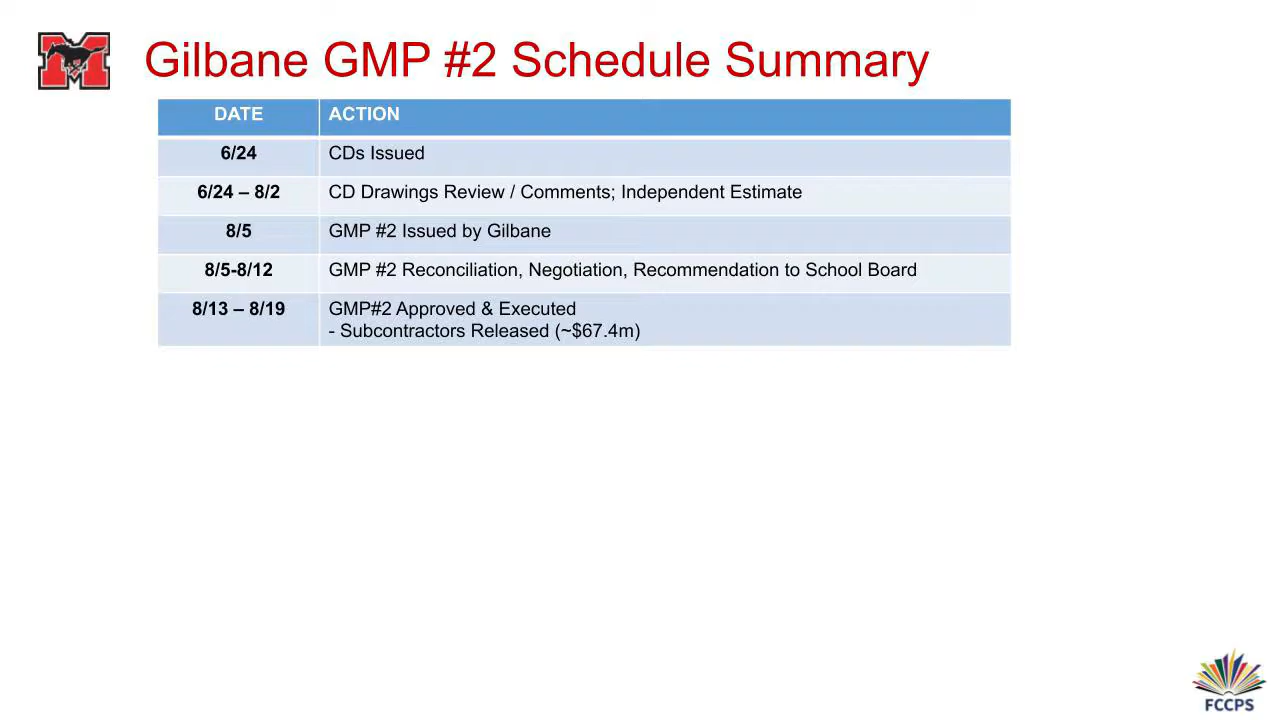 M
Gilbane GMP #2 Schedule Summary
DATE ACTION
6/24 CDs Issued
6/24 – 8/2 CD Drawings Review / Comments; Independent Estimate
8/5 GMP #2 Issued by Gilbane
8/5-8/12 GMP #2 Reconciliation, Negotiation, Recommendation to School Board
8/13 – 8/19 GMP#2 Approved & Executed
- Subcontractors Released (~$67.4m)
FCCPS